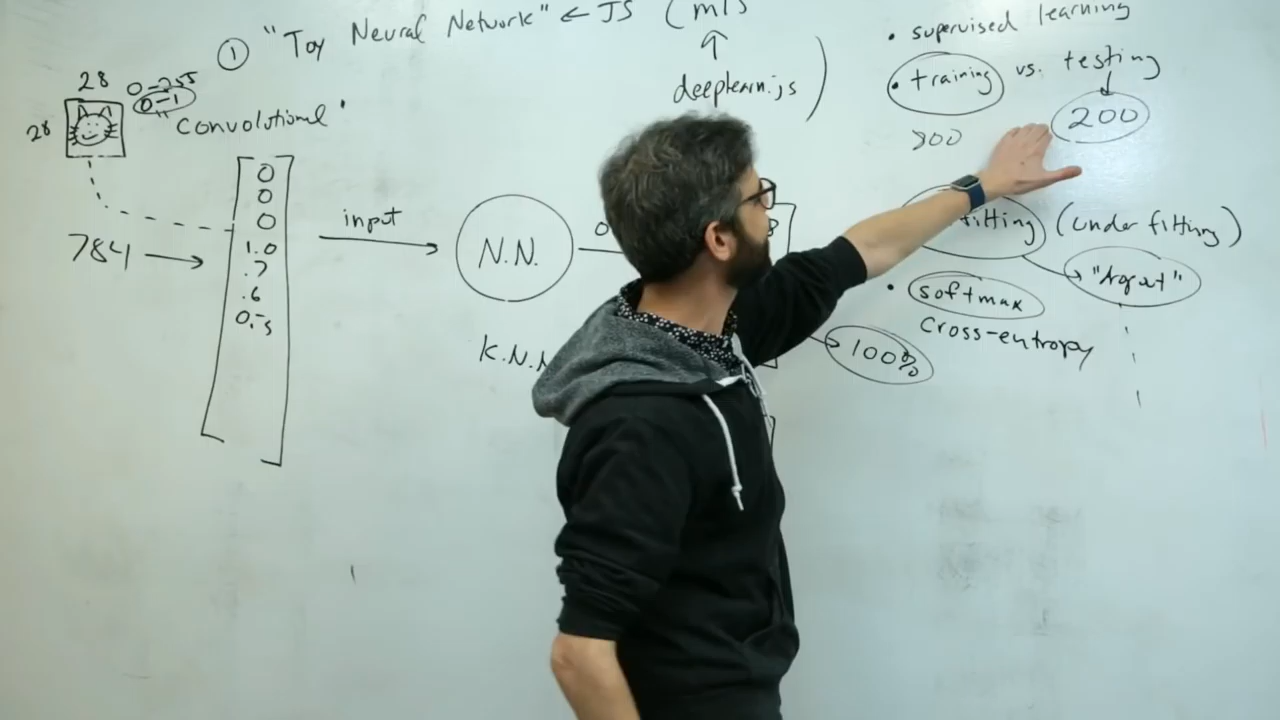 ① "Toy Neural Network" ← JS (ml5
deeplearn.js )
28
28
0-255
0-1
"Convolutional"
784 →
0
0
0
1.0
.7
.6
0.5
input
N.N.
K.N.N
100%
• supervised learning
• training vs. testing
800
200
fitting (under fitting)
• softmax
cross-entropy